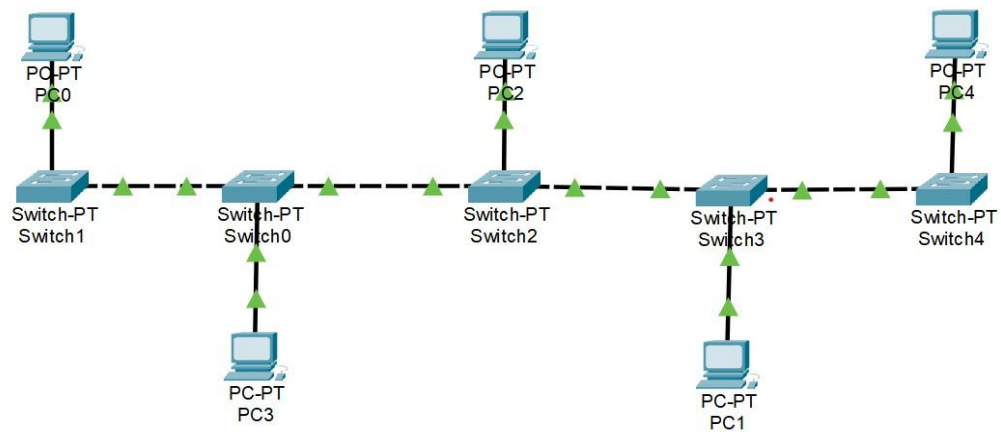 PC-PT
PC0
PC-PT
PC2
PC-PT
PC4
Switch-PT
Switch1
Switch-PT
Switch0
Switch-PT
Switch2
Switch-PT
Switch3
Switch-PT
Switch4
PC-PT
PC3
PC-PT
PC1